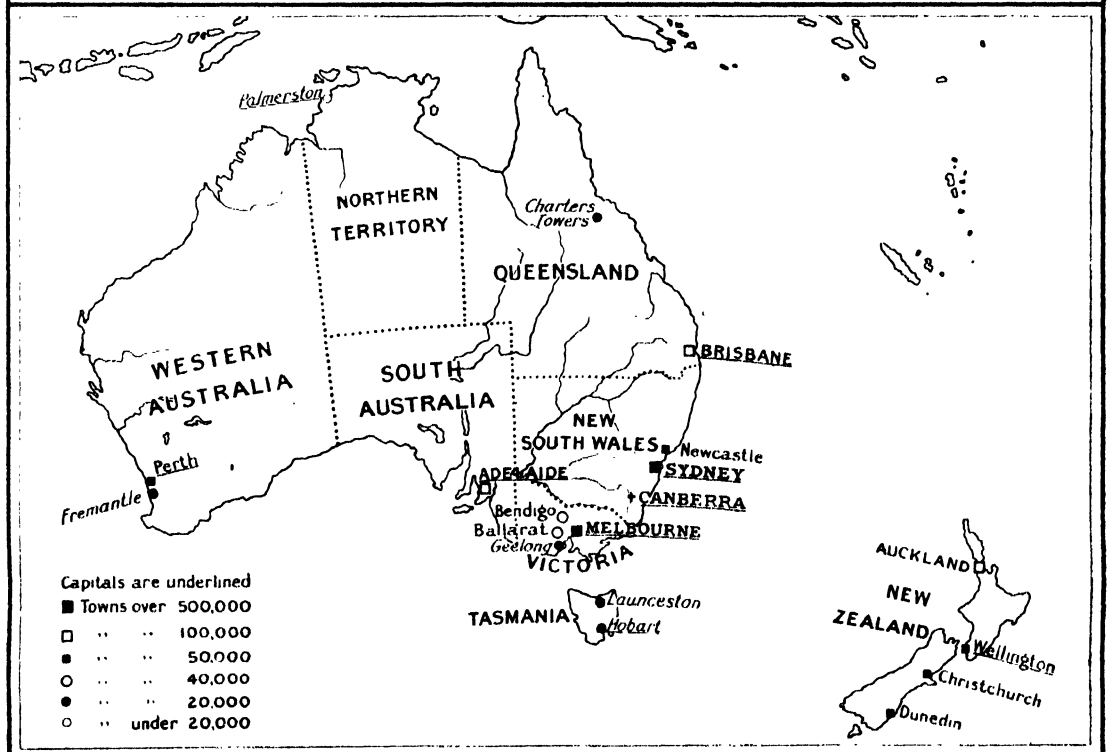 Palmerston
NORTHERN
TERRITORY
Charters
Towers
QUEENSLAND
WESTERN
AUSTRALIA
SOUTH
AUSTRALIA
BRISBANE
NEW
SOUTH WALES
Newcastle
SYDNEY
Perth
Fremantle
ADELAIDE
CANBERRA
Bendigo
Ballarat
MELBOURNE
Geelong
VICTORIA
TASMANIA
Launceston
Hobart
AUCKLAND
NEW
ZEALAND
Wellington
Christchurch
Dunedin
Capitals are underlined
Towns over 500,000
" " 100,000
" " 50,000
" " 40,000
" " 20,000
" under 20,000